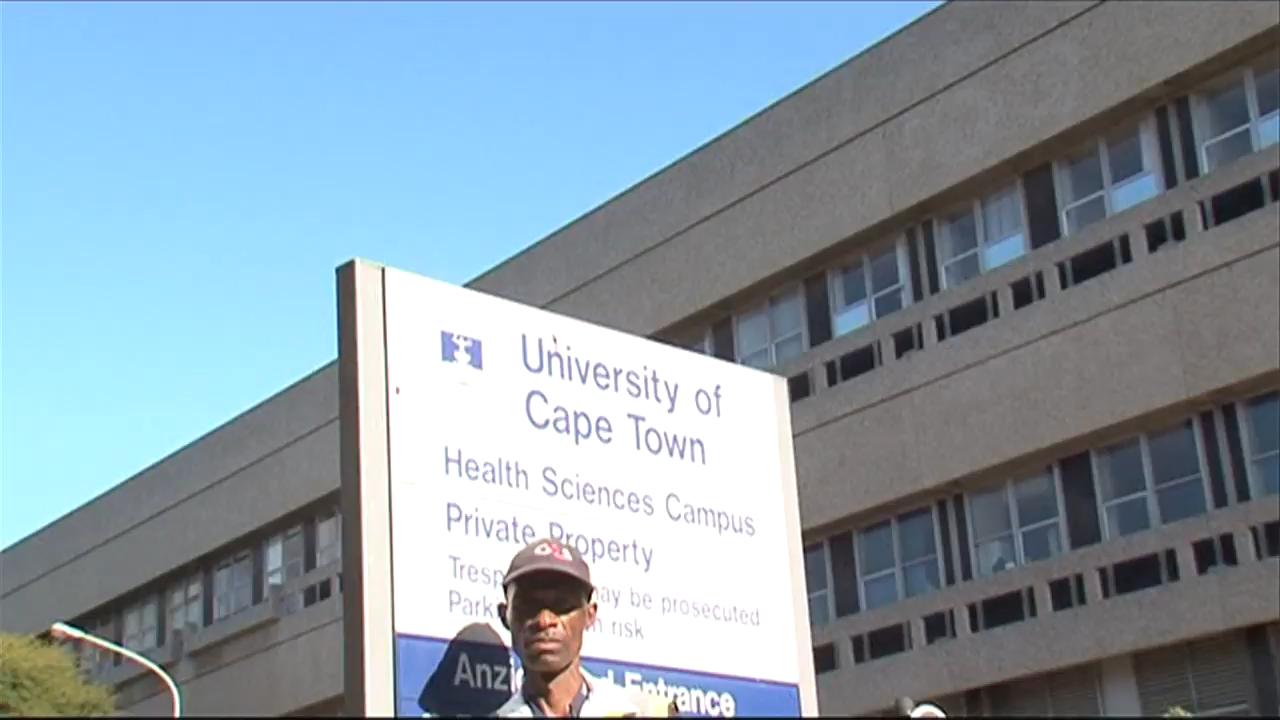 University of
Cape Town
Health Sciences Campus
Private Property
may be prosecuted
risk
Entrance